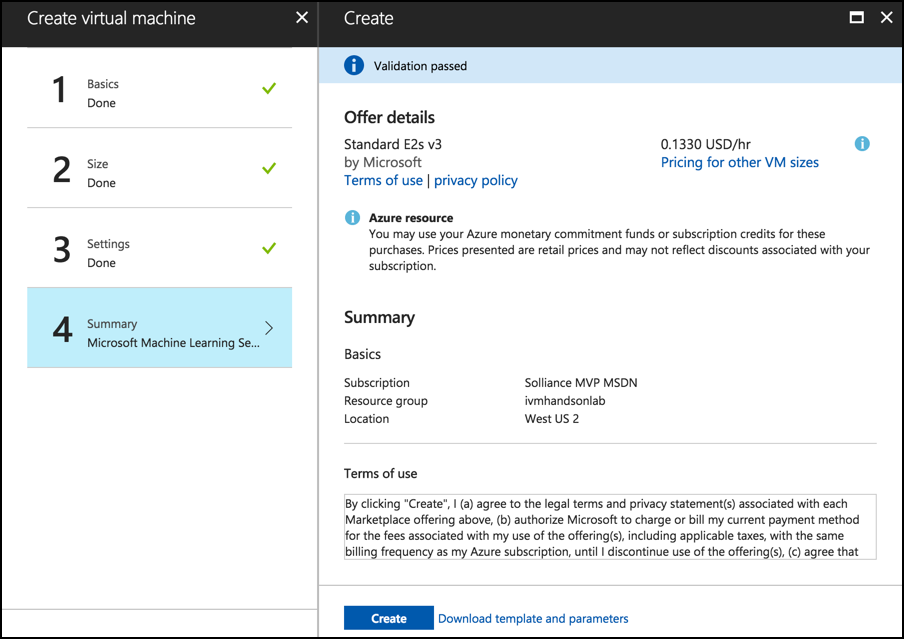 Create virtual machine
1
Basics
Done
2
Size
Done
3
Settings
Done
4
Summary
Microsoft Machine Learning Se...
Create
Validation passed
Offer details
Standard E2s v3
0.1330 USD/hr
by Microsoft
Pricing for other VM sizes
Terms of use | privacy policy
Azure resource
You may use your Azure monetary commitment funds or subscription credits for these
purchases. Prices presented are retail prices and may not reflect discounts associated with your
subscription.
Summary
Basics
Subscription Solliance MVP MSDN
Resource group ivmhandsonlab
Location West US 2
Terms of use
By clicking "Create", I (a) agree to the legal terms and privacy statement(s) associated with each
Marketplace offering above, (b) authorize Microsoft to charge or bill my current payment method
for the fees associated with my use of the offering(s), including applicable taxes, with the same
billing frequency as my Azure subscription, until I discontinue use of the offering(s), (c) agree that
Create
Download template and parameters